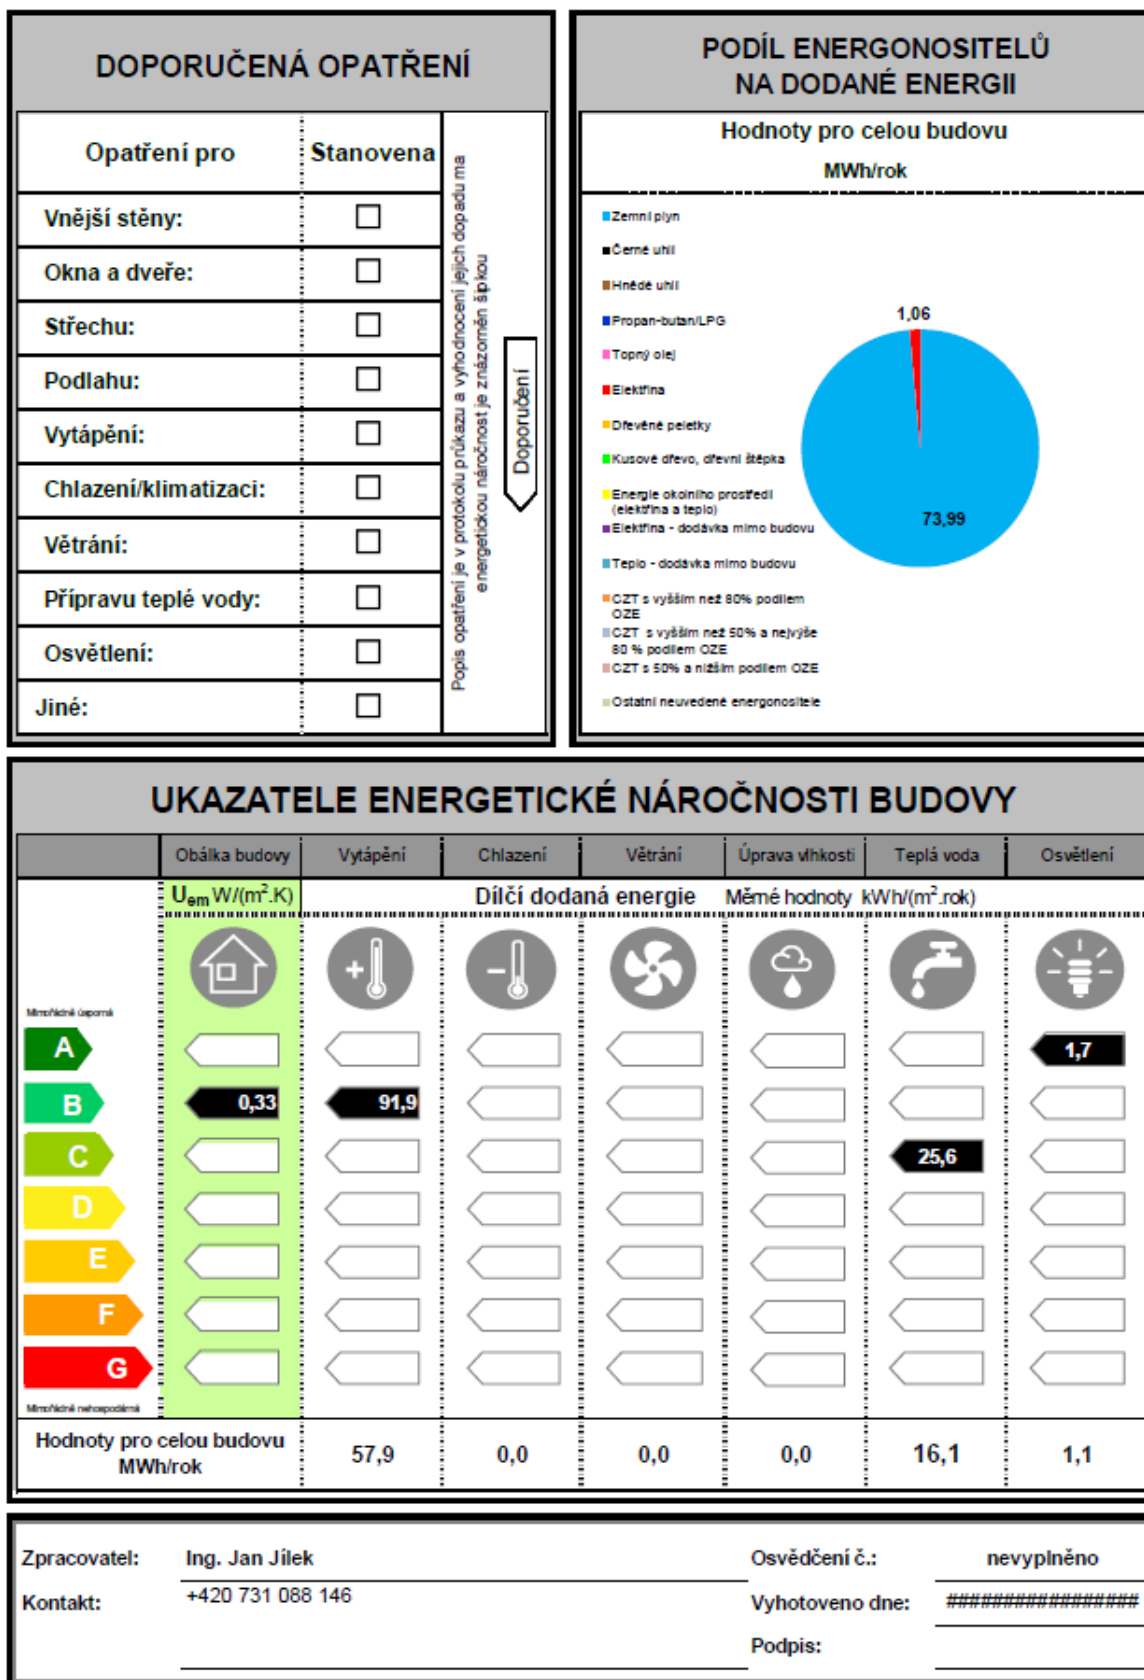 DOPORUČENÁ OPATŘENÍ
Opatření pro
Stanovena
Vnější stěny:
Okna a dveře:
Střechu:
Podlahu:
Vytápění:
Chlazení/klimatizaci:
Větrání:
Přípravu teplé vody:
Osvětlení:
Jiné:
Popis opatření je v protokolu průkazu a vyhodnocení jejich dopadu ma
energetickou náročnost je znázorněn šipkou
Doporučení
PODÍL ENERGONOSITELŮ
NA DODANÉ ENERGII
Hodnoty pro celou budovu
MWh/rok
Zemní plyn
Černé uhlí
Hnědé uhlí
Propan-butan/LPG
Topný olej
Elektřina
Dřevěné peletky
Kusové dřevo, dřevní štěpka
Energie okolního prostředí
(elektřina a teplo)
Elektřina - dodávka mimo budovu
Teplo - dodávka mimo budovu
CZT s vyšším než 80% podílem
OZE
CZT s vyšším než 50% a nejvýše
80 % podílem OZE
CZT s 50% a nižším podílem OZE
Ostatní neuvedené energonositele
1,06
73,99
UKAZATELE ENERGETICKÉ NÁROČNOSTI BUDOVY
Obálka budovy Vytápění Chlazení Větrání Úprava vlhkosti Teplá voda Osvětlení
Uem W/(m².K) Dílčí dodaná energie Měrné hodnoty kWh/(m².rok)
Mimořádně úsporná
A 1,7
B 0,33 91,9
C 25,6
D
E
F
G
Mimořádně nehospodárná
Hodnoty pro celou budovu
MWh/rok
57,9 0,0 0,0 0,0 16,1 1,1
Zpracovatel: Ing. Jan Jílek Osvědčení č.: nevyplněno
Kontakt: +420 731 088 146 Vyhotoveno dne: #################
Podpis: